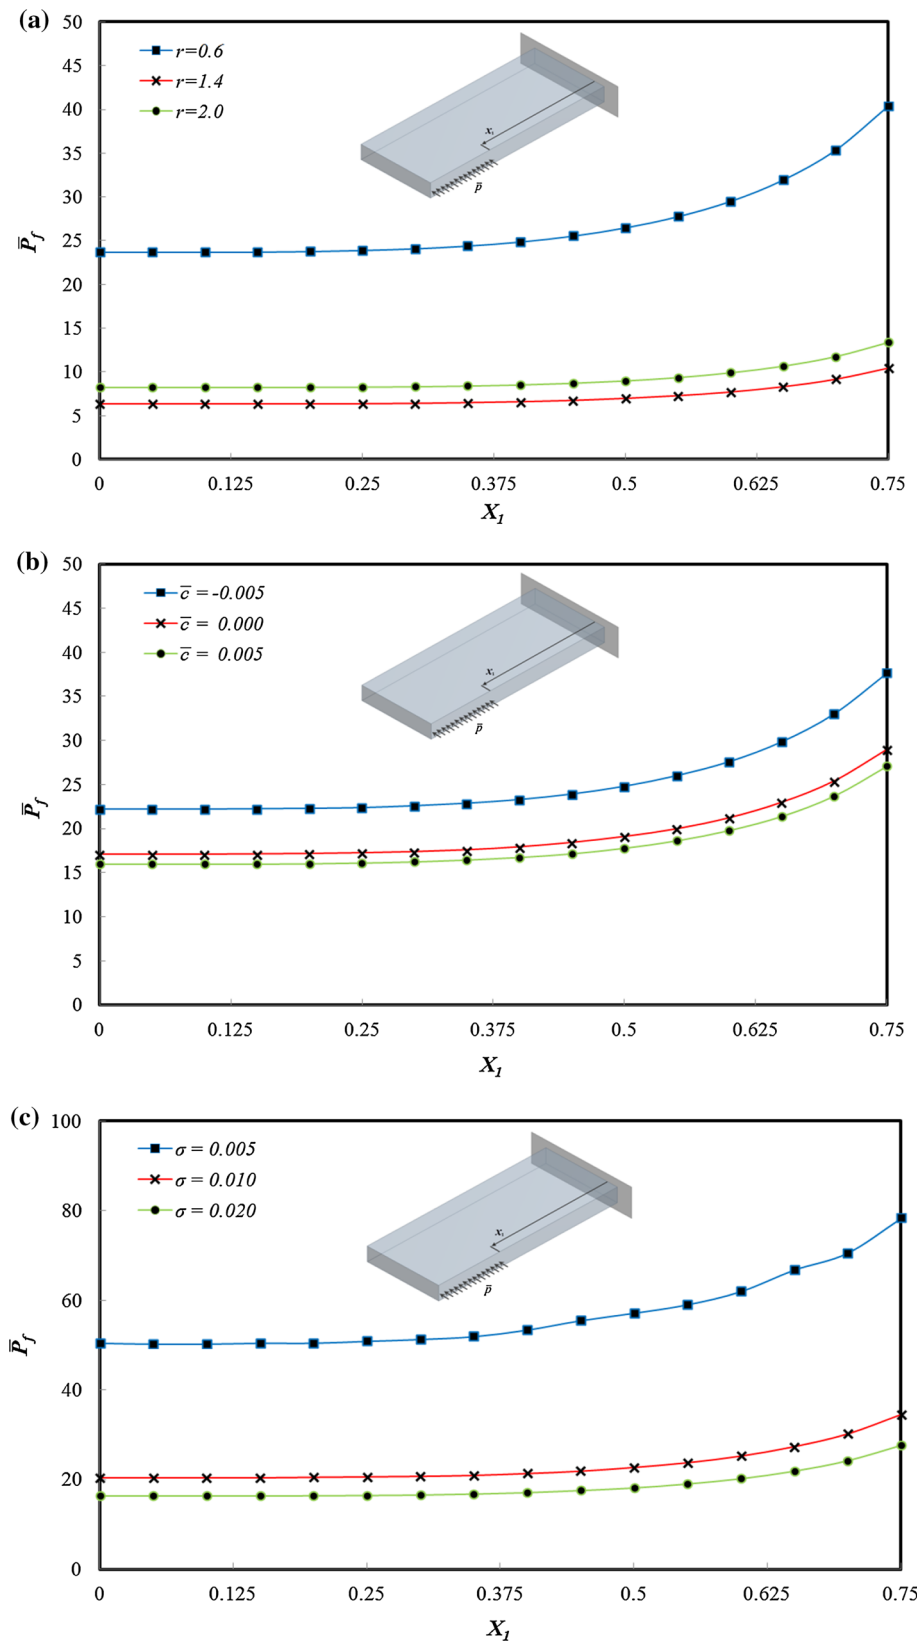 (a)
50
45
40
35
30
25
20
15
10
5
0
P̅f
r=0.6
r=1.4
r=2.0
x₁
p̅
0 0.125 0.25 0.375 0.5 0.625 0.75
X₁
(b)
50
45
40
35
30
25
20
15
10
5
0
P̅f
c̅ = -0.005
c̅ = 0.000
c̅ = 0.005
x₁
p̅
0 0.125 0.25 0.375 0.5 0.625 0.75
X₁
(c)
100
80
60
40
20
0
P̅f
σ = 0.005
σ = 0.010
σ = 0.020
x₁
p̅
0 0.125 0.25 0.375 0.5 0.625 0.75
X₁